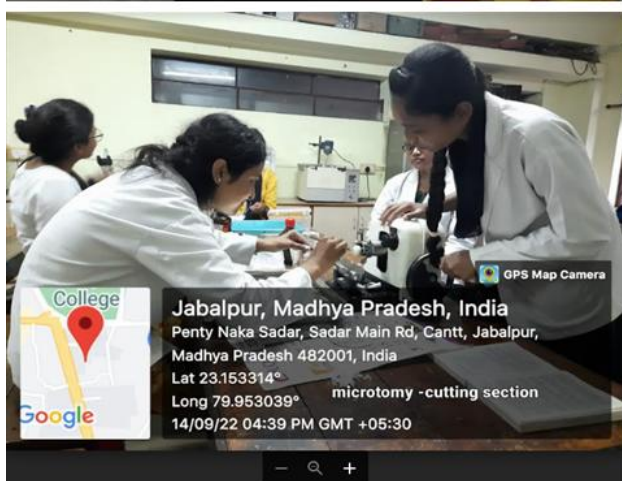 GPS Map Camera
College
Google
Jabalpur, Madhya Pradesh, India
Penty Naka Sadar, Sadar Main Rd, Cantt, Jabalpur,
Madhya Pradesh 482001, India
Lat 23.153314°
Long 79.953039°
microtomy -cutting section
14/09/22 04:39 PM GMT +05:30